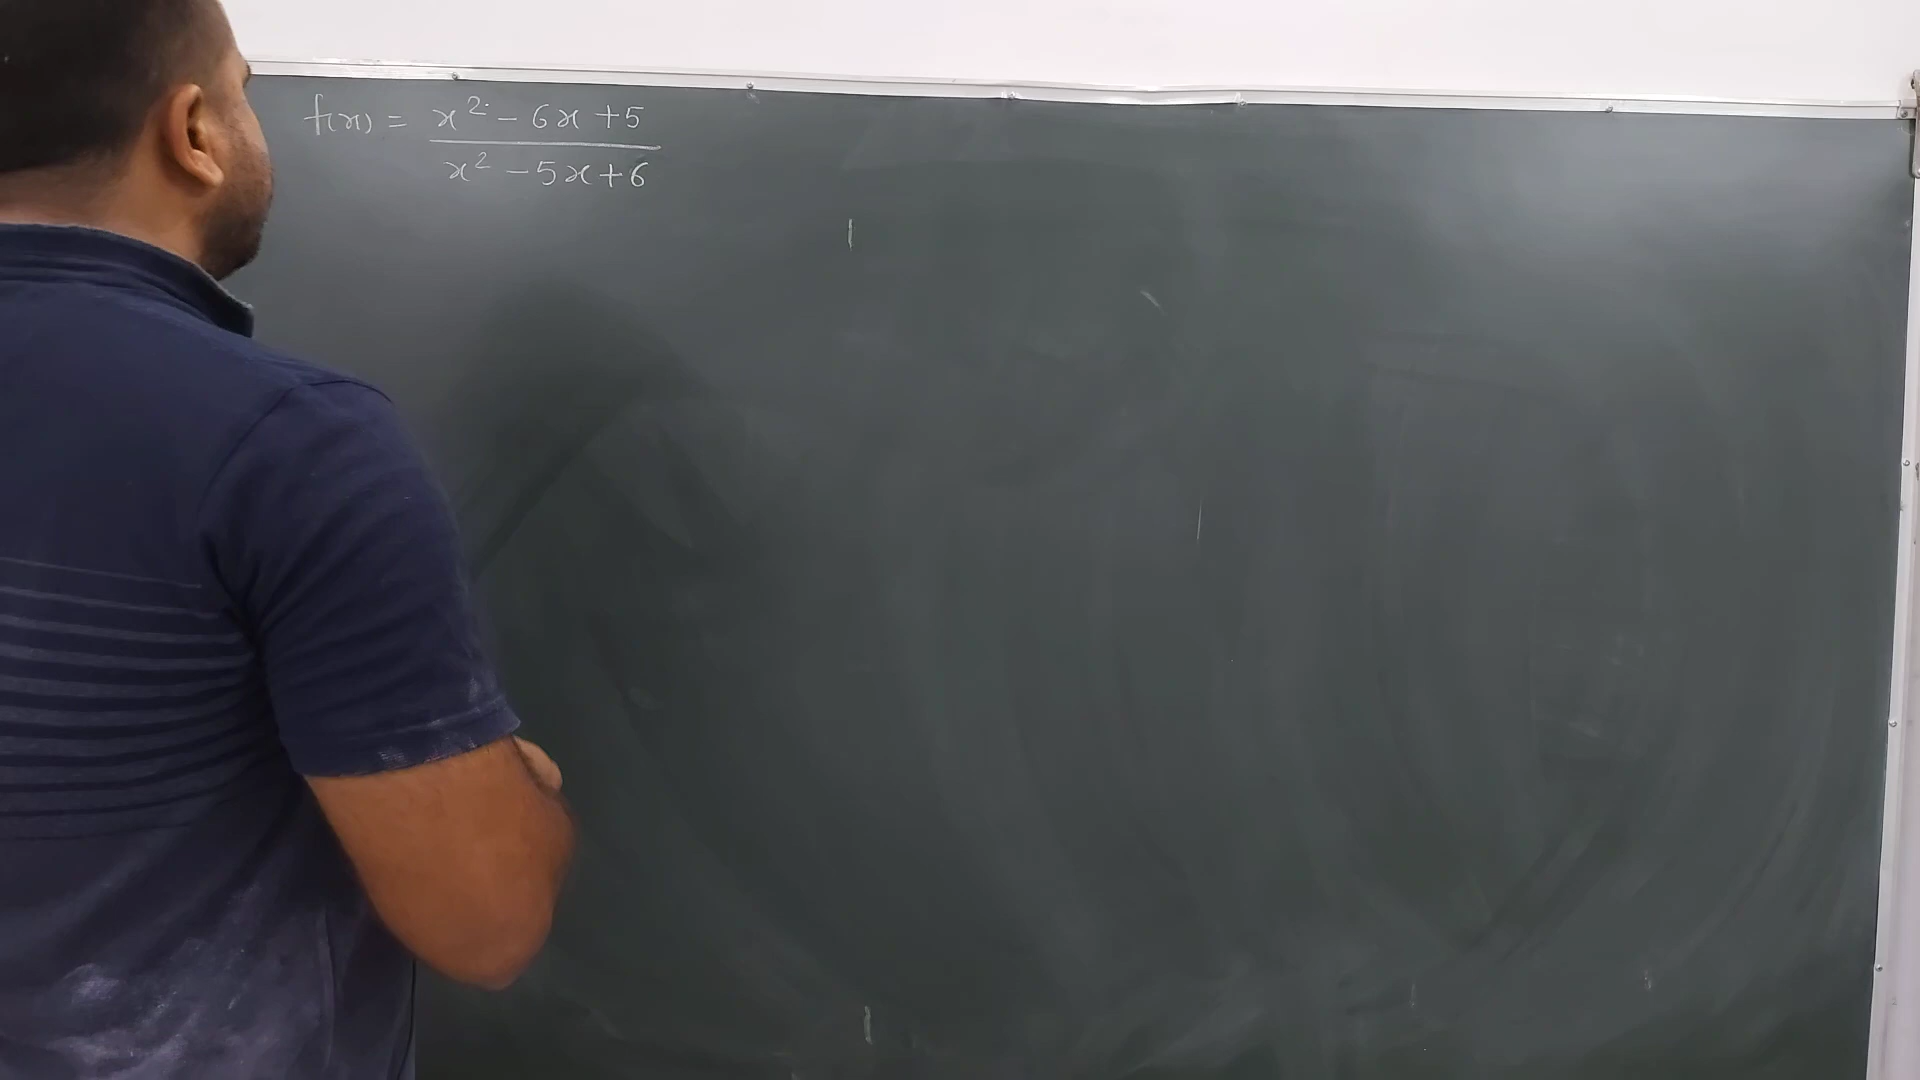 f(x) = x² - 6x + 5
x² - 5x + 6